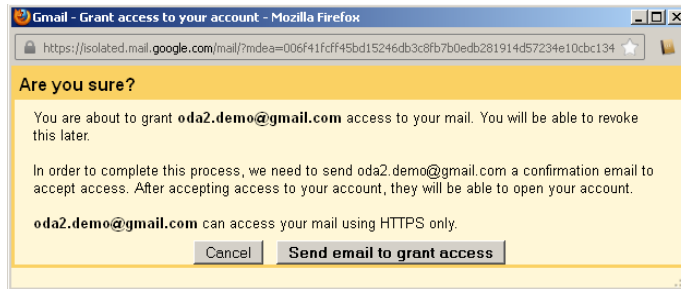 Gmail - Grant access to your account - Mozilla Firefox
https://isolated.mail.google.com/mail/?mdea=006f41fcff45bd15246db3c8fb7b0edb281914d57234e10cbc134
Are you sure?
You are about to grant oda2.demo@gmail.com access to your mail. You will be able to revoke
this later.
In order to complete this process, we need to send oda2.demo@gmail.com a confirmation email to
accept access. After accepting access to your account, they will be able to open your account.
oda2.demo@gmail.com can access your mail using HTTPS only.
Cancel Send email to grant access